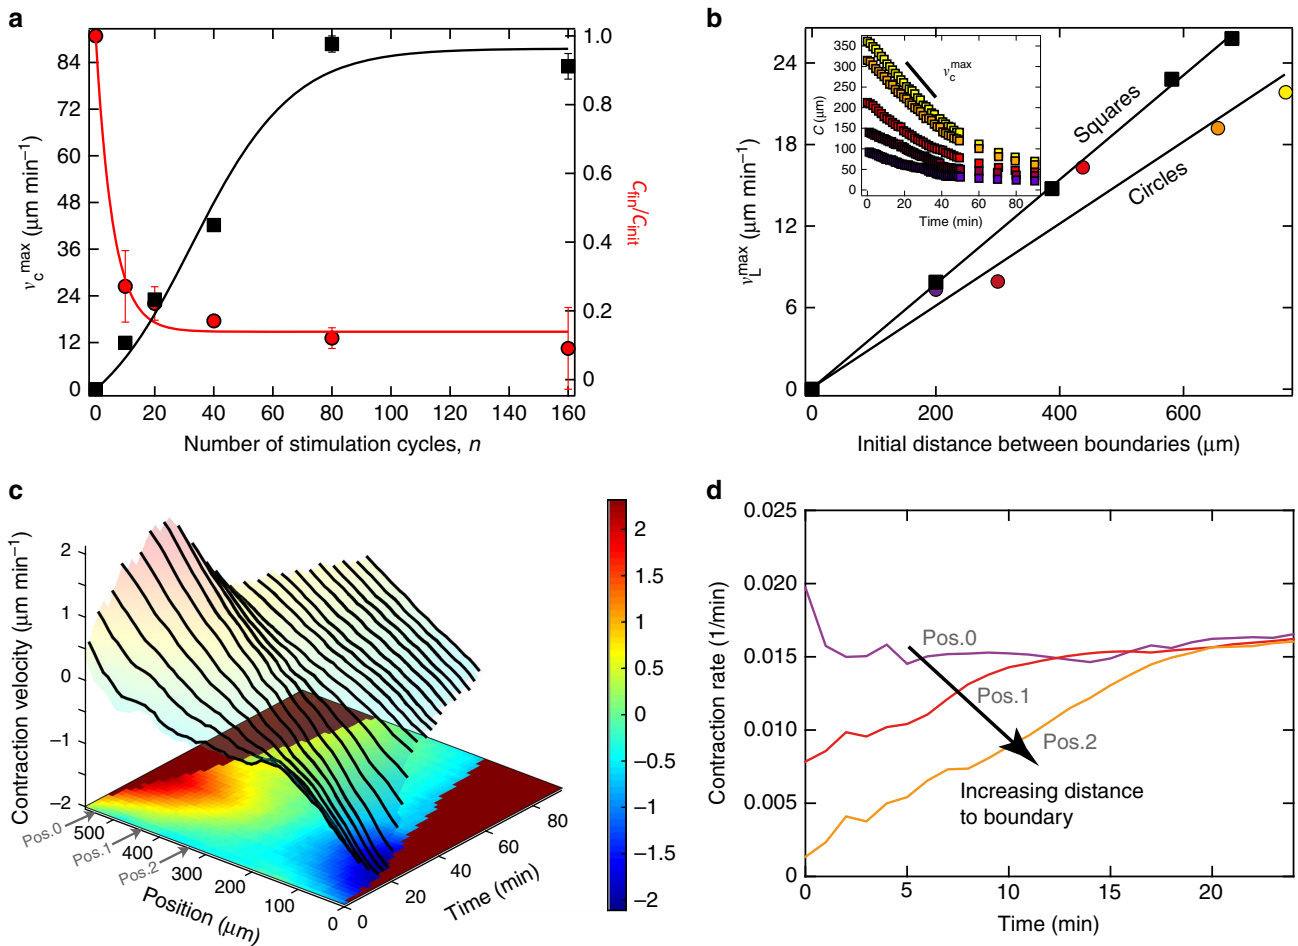 a
84
72
60
48
36
24
12
0
v_c^max (μm min⁻¹)
1.0
0.8
0.6
0.4
0.2
0
C_fin/C_init
0 20 40 60 80 100 120 140 160
Number of stimulation cycles, n
b
24
18
12
6
0
v_L^max (μm min⁻¹)
350
300
250
200
150
100
50
0
C (μm)
v_c^max
0 20 40 60 80
Time (min)
Squares
Circles
0 200 400 600
Initial distance between boundaries (μm)
c
Contraction velocity (μm min⁻¹)
2
1
0
−1
−2
Pos.0
Pos.1
Pos.2
500
400
300
200
100
0
Position (μm)
0
20
40
60
80
Time (min)
2
1.5
1
0.5
0
−0.5
−1
−1.5
−2
d
0.025
0.020
0.015
0.010
0.005
0
Contraction rate (1/min)
Pos.0
Pos.1
Pos.2
Increasing distance
to boundary
0 5 10 15 20
Time (min)